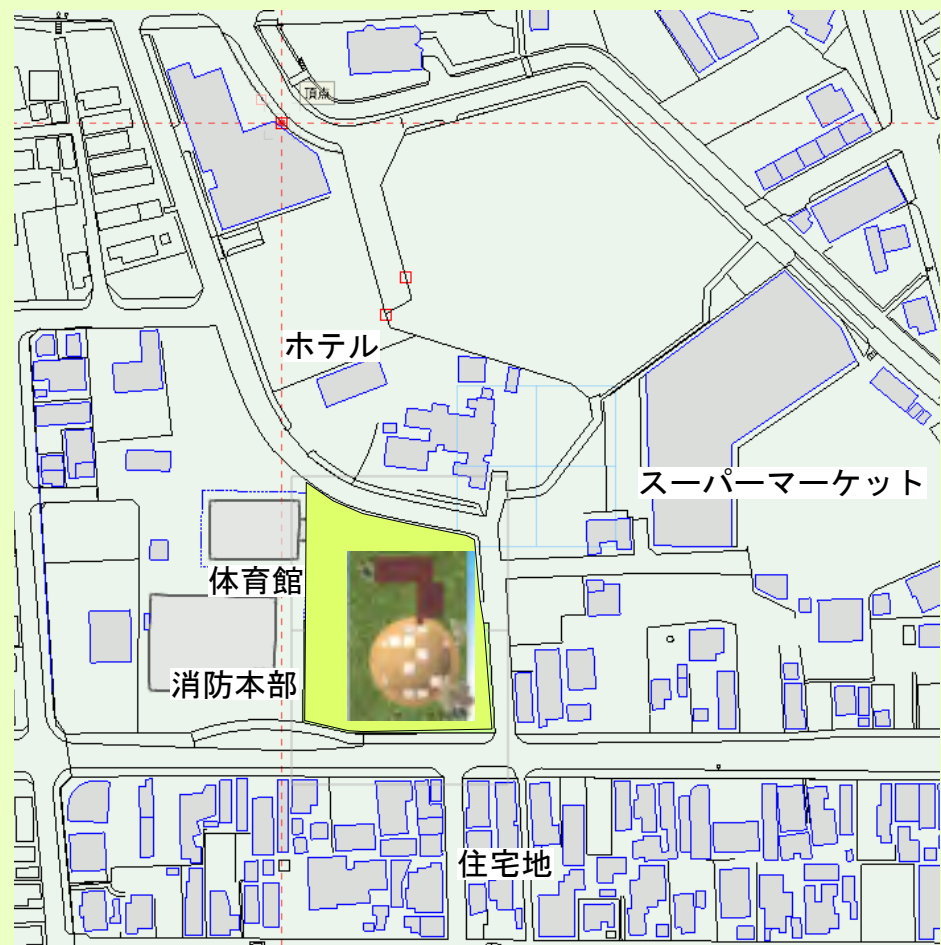 頂点
ホテル
スーパーマーケット
体育館
消防本部
住宅地